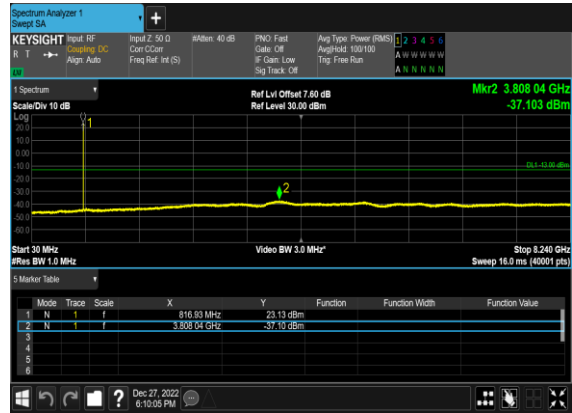 Spectrum Analyzer 1
Swept SA
+
KEYSIGHT Input: RF Input Z: 50 Ω #Atten: 40 dB PNO: Fast Avg Type: Power (RMS) 1 2 3 4 5 6
R T Coupling: DC Corr CCorr Gate: Off Avg|Hold: 100/100 A W W W W W
Align: Auto Freq Ref: Int (S) IF Gain: Low Trig: Free Run
Sig Track: Off A N N N N N
1 Spectrum Ref Lvl Offset 7.60 dB Mkr2 3.808 04 GHz
Scale/Div 10 dB Ref Level 30.00 dBm -37.103 dBm
Log
1
20.0
10.0
0.00
-10.0
DL1 -13.00 dBm
-20.0
-30.0
2
-40.0
-50.0
-60.0
Start 30 MHz Video BW 3.0 MHz* Stop 8.240 GHz
#Res BW 1.0 MHz Sweep 16.0 ms (40001 pts)
5 Marker Table
Mode Trace Scale X Y Function Function Width Function Value
1 N 1 f 816.93 MHz 23.13 dBm
2 N 1 f 3.808 04 GHz -37.10 dBm
3
4
5
6
? Dec 27, 2022
6:10:05 PM